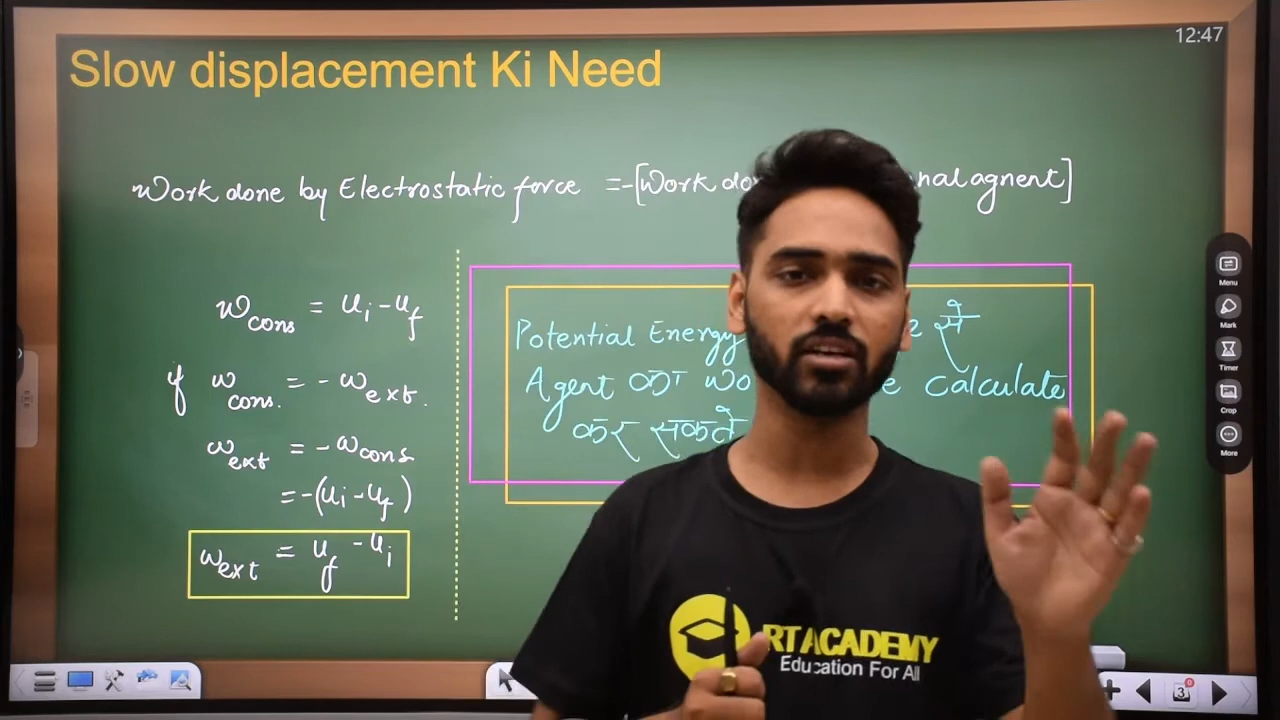 12:47
Slow displacement Ki Need
Work done by Electrostatic force = -[Work do nal agnent]
Wcons = Ui - Uf
if Wcons. = - Wext.
Wext = - Wcons
= -(Ui - Uf)
Wext = Uf - Ui
Potential Energy से
Agent का calculate
कर सकते
Menu
Mark
Timer
Crop
More
RT ACADEMY
Education For All
3